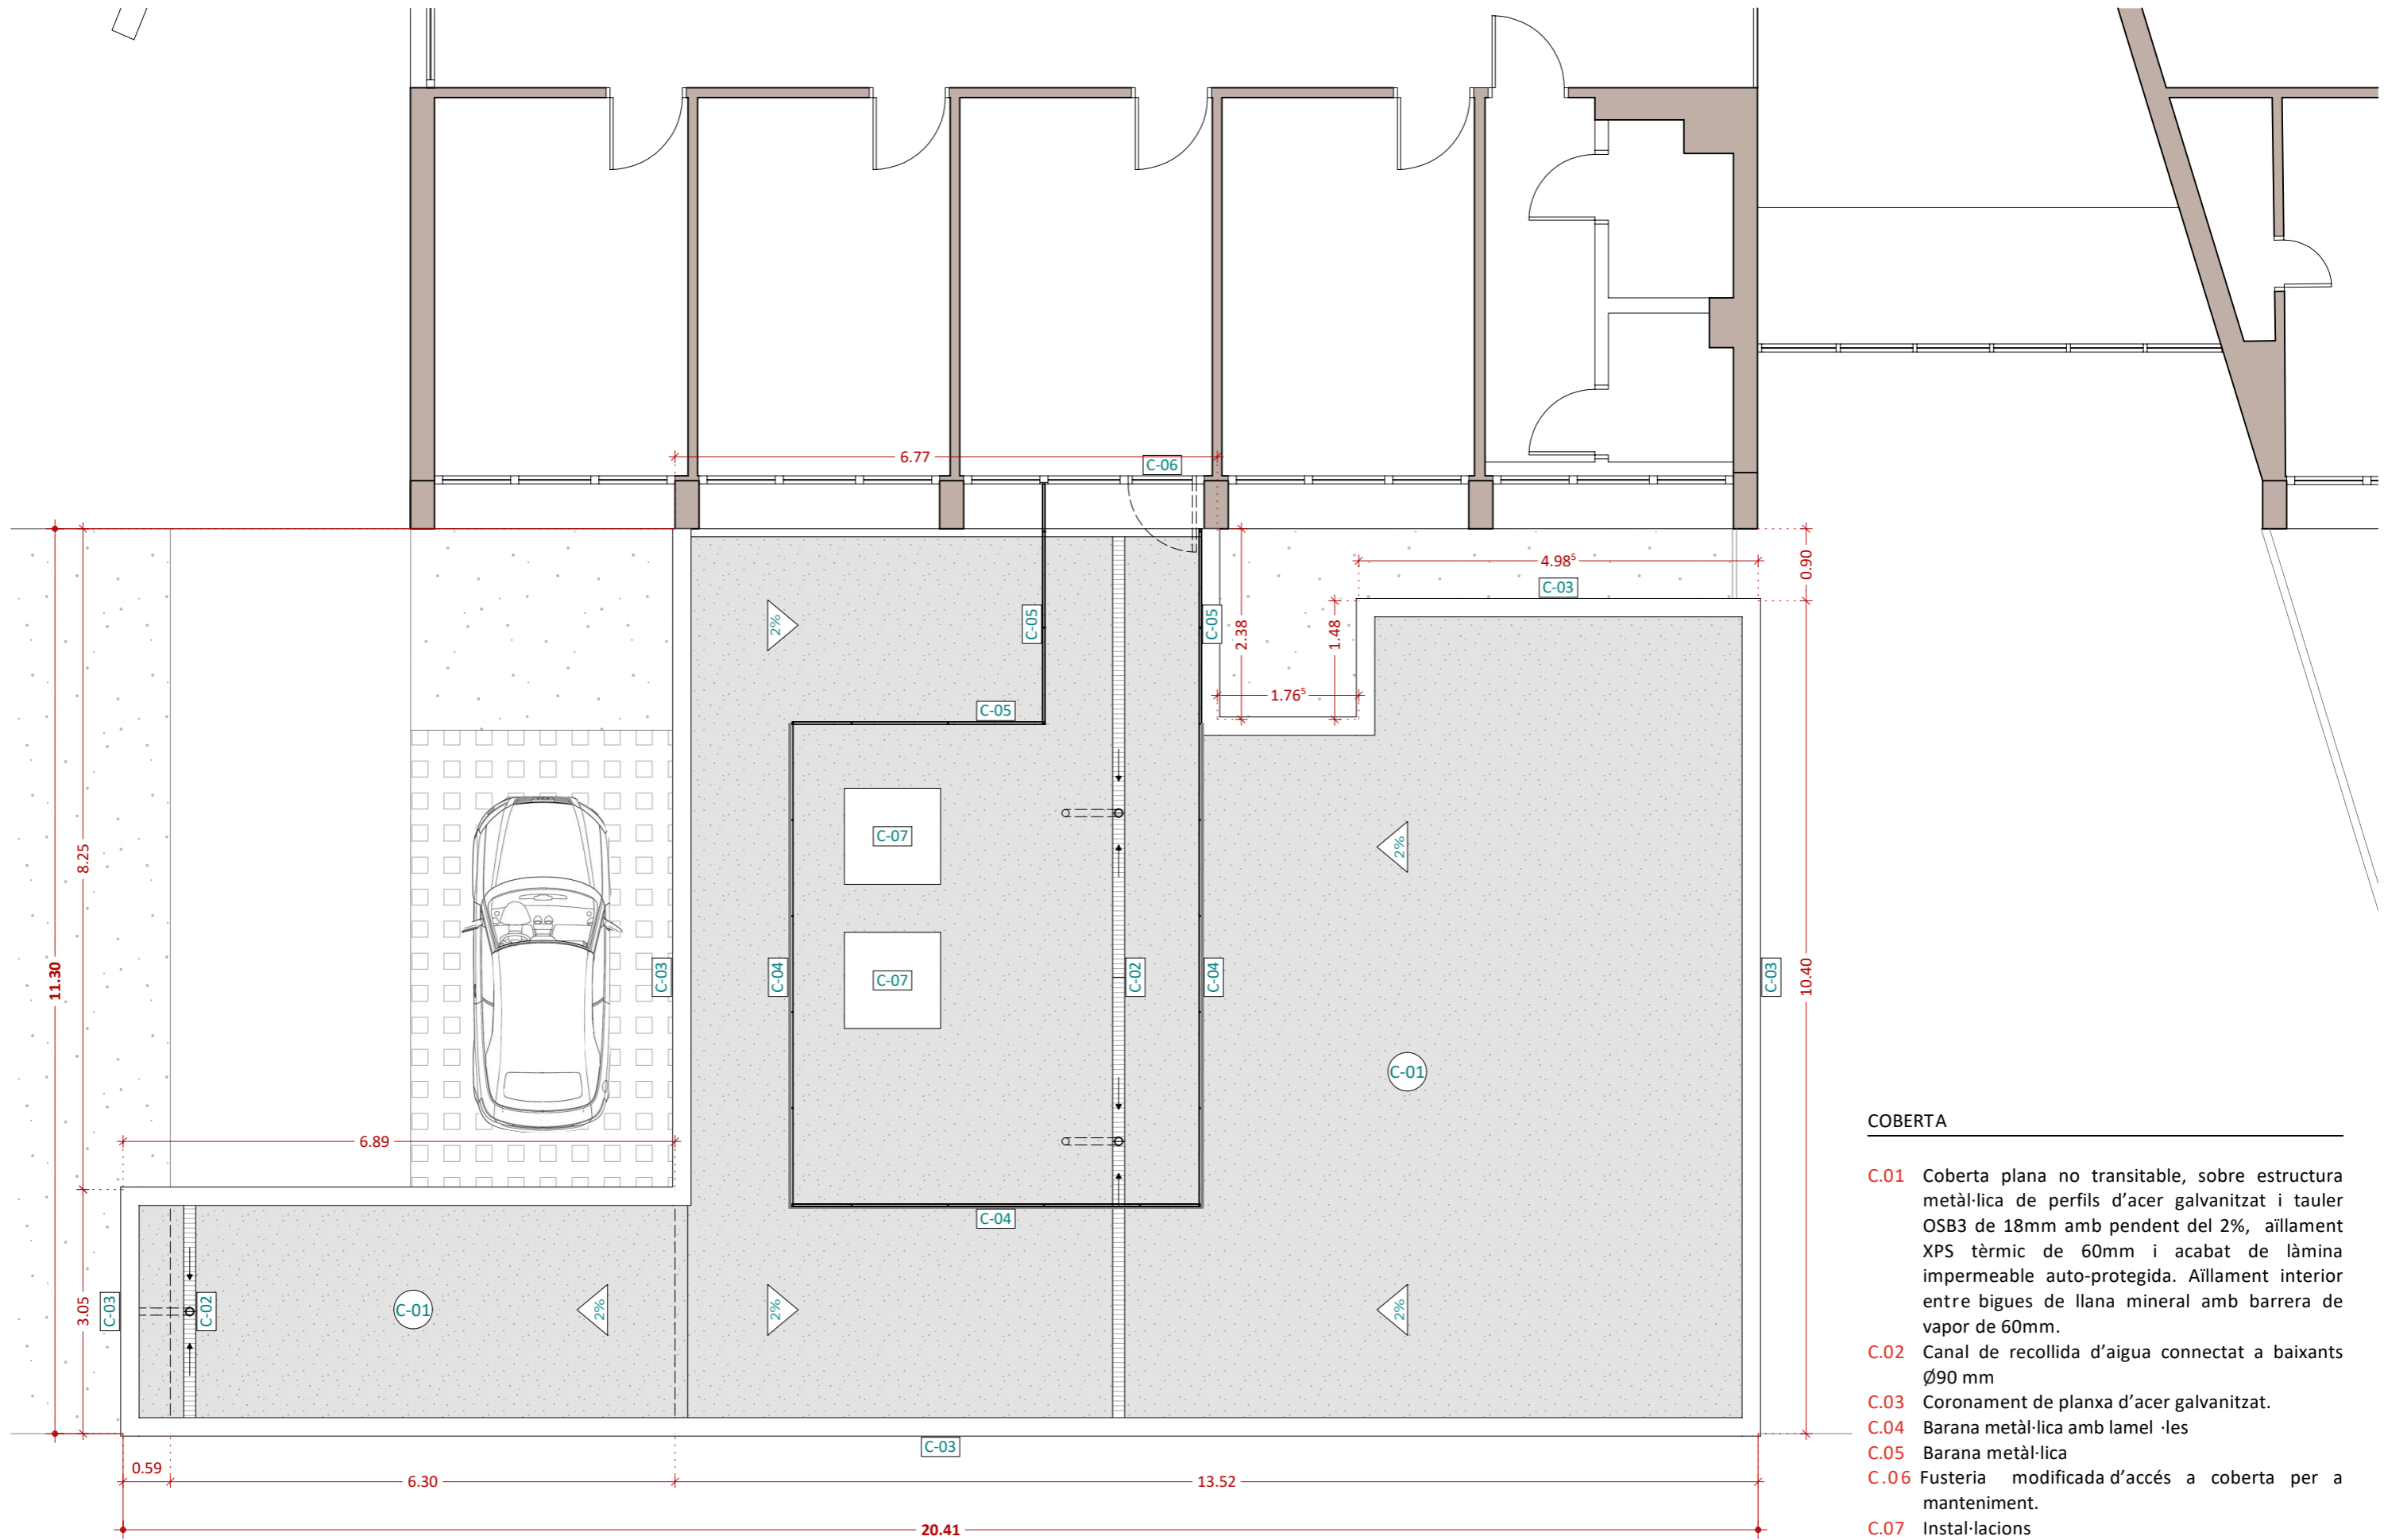 6.77
C-06
4.98⁵
0.90
C-03
C-05
C-05
2%
2.38
1.48
1.76⁵
C-05
C-07
2%
8.25
11.30
C-03
C-04
C-07
C-02
C-04
10.40
C-03
C-01
6.89
C-04
3.05
C-03
C-02
C-01
2%
2%
2%
C-03
0.59
6.30
13.52
20.41
COBERTA
C.01 Coberta plana no transitable, sobre estructura
metàl·lica de perfils d’acer galvanitzat i tauler
OSB3 de 18mm amb pendent del 2%, aïllament
XPS tèrmic de 60mm i acabat de làmina
impermeable auto-protegida. Aïllament interior
entre bigues de llana mineral amb barrera de
vapor de 60mm.
C.02 Canal de recollida d’aigua connectat a baixants
Ø90 mm
C.03 Coronament de planxa d’acer galvanitzat.
C.04 Barana metàl·lica amb lamel ·les
C.05 Barana metàl·lica
C.06 Fusteria modificada d’accés a coberta per a
manteniment.
C.07 Instal·lacions